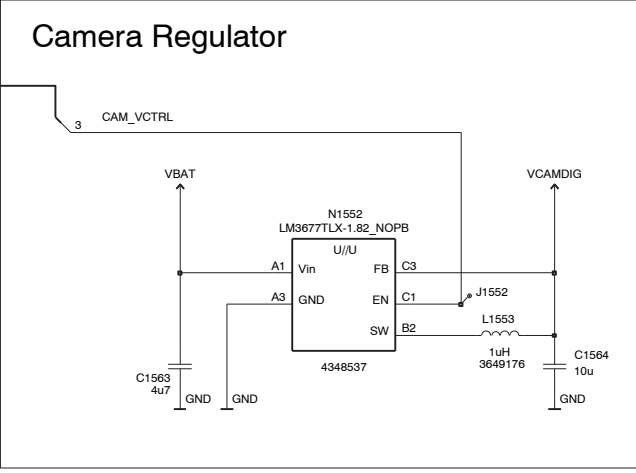 Camera Regulator
CAM_VCTRL
3
VBAT
VCAMDIG
N1552
LM3677TLX-1.82_NOPB
U//U
A1
Vin
FB
C3
A3
GND
EN
C1
J1552
SW
B2
L1553
1uH
3649176
4348537
C1563
4u7
C1564
10u
GND
GND
GND